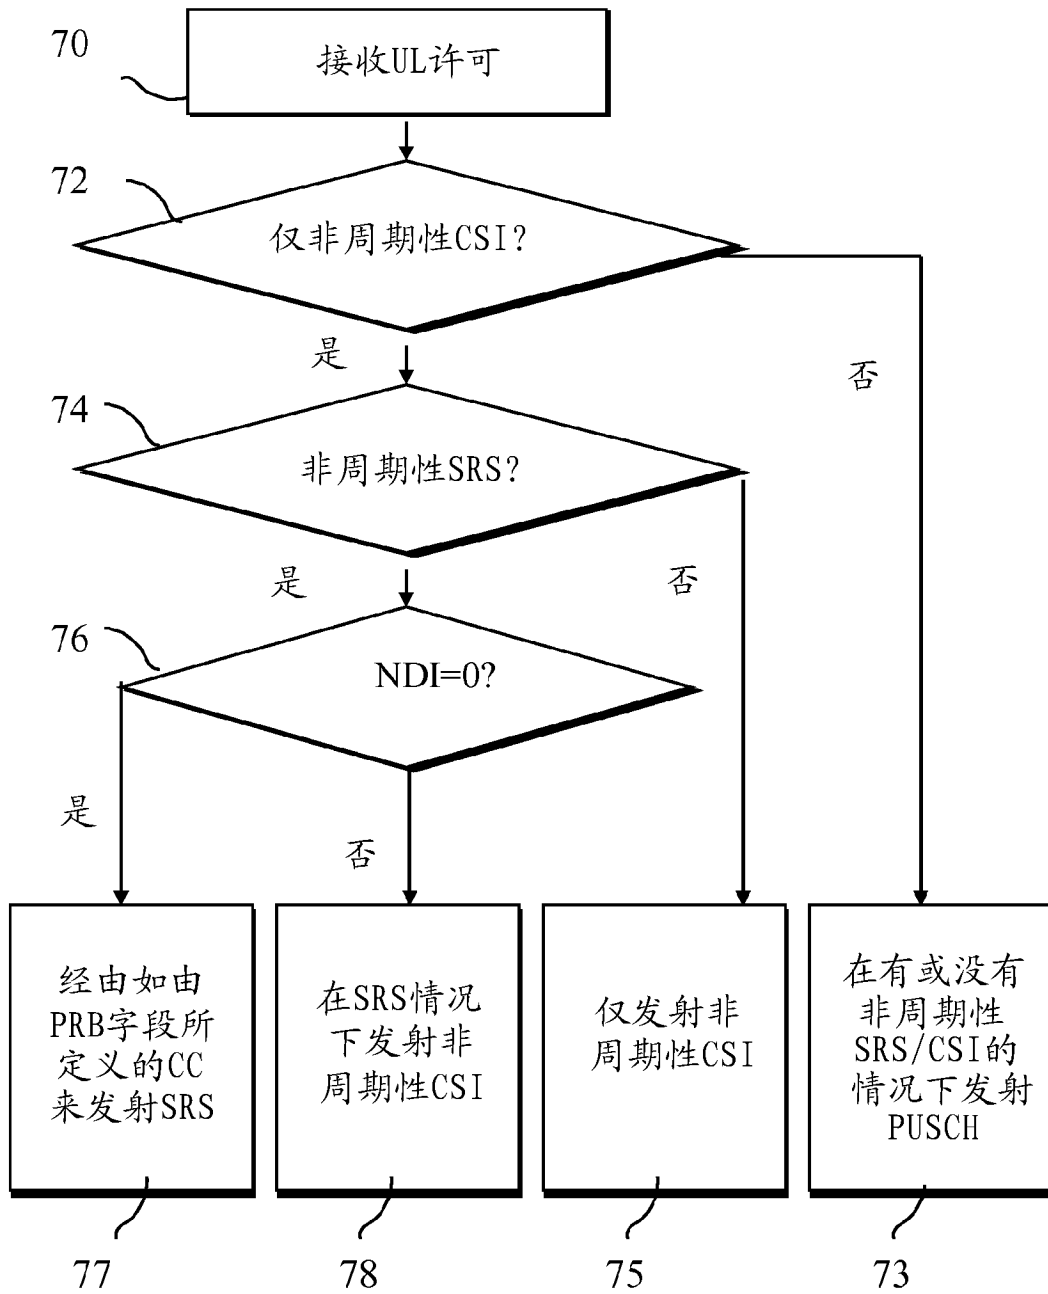 70
接收UL许可
72
仅非周期性CSI?
是
否
74
非周期性SRS?
是
否
76
NDI=0?
是
否
经由如由
PRB字段所
定义的CC
来发射SRS
在SRS情况
下发射非
周期性CSI
仅发射非
周期性CSI
在有或没有
非周期性
SRS/CSI的
情况下发射
PUSCH
77
78
75
73